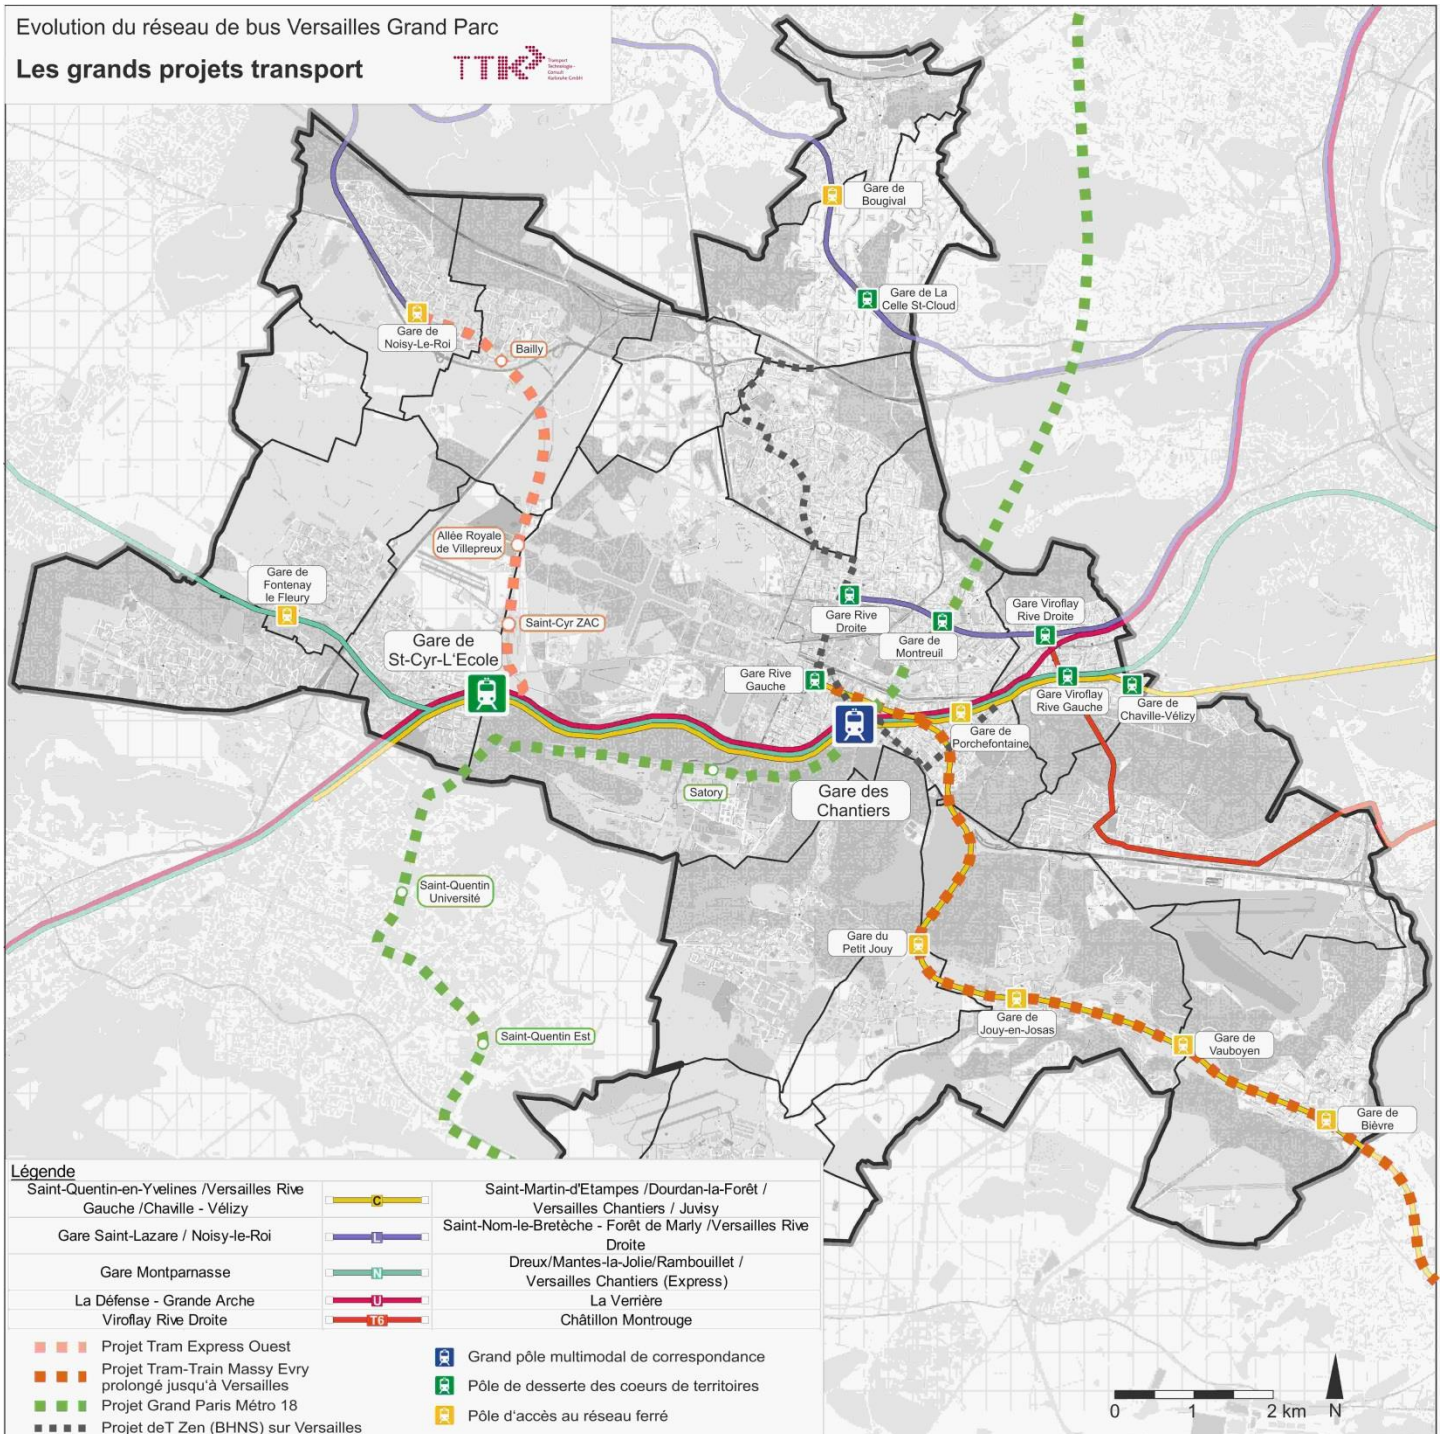 Evolution du réseau de bus Versailles Grand Parc
Les grands projets transport
TTK
Transport
Technologie-
Consult
Karlsruhe GmbH
Gare de
Bougival
Gare de La
Celle St-Cloud
Gare de
Noisy-Le-Roi
Bailly
Allée Royale
de Villepreux
Gare de
Fontenay
le Fleury
Saint-Cyr ZAC
Gare de
St-Cyr-L'Ecole
Gare Rive
Droite
Gare de
Montreuil
Gare Viroflay
Rive Droite
Gare Rive
Gauche
Gare Viroflay
Rive Gauche
Gare de
Chaville-Vélizy
Gare de
Porchefontaine
Gare des
Chantiers
Satory
Saint-Quentin
Université
Gare du
Petit Jouy
Gare de
Jouy-en-Josas
Saint-Quentin Est
Gare de
Vauboyen
Gare de
Bièvre
Légende
Saint-Quentin-en-Yvelines /Versailles Rive
Gauche /Chaville - Vélizy
C
Saint-Martin-d'Etampes /Dourdan-la-Forêt /
Versailles Chantiers / Juvisy
Gare Saint-Lazare / Noisy-le-Roi
L
Saint-Nom-le-Bretèche - Forêt de Marly /Versailles Rive
Droite
Gare Montparnasse
N
Dreux/Mantes-la-Jolie/Rambouillet /
Versailles Chantiers (Express)
La Défense - Grande Arche
U
La Verrière
Viroflay Rive Droite
T6
Châtillon Montrouge
Projet Tram Express Ouest
Projet Tram-Train Massy Evry
prolongé jusqu'à Versailles
Projet Grand Paris Métro 18
Projet deT Zen (BHNS) sur Versailles
Grand pôle multimodal de correspondance
Pôle de desserte des coeurs de territoires
Pôle d'accès au réseau ferré
0 1 2 km N